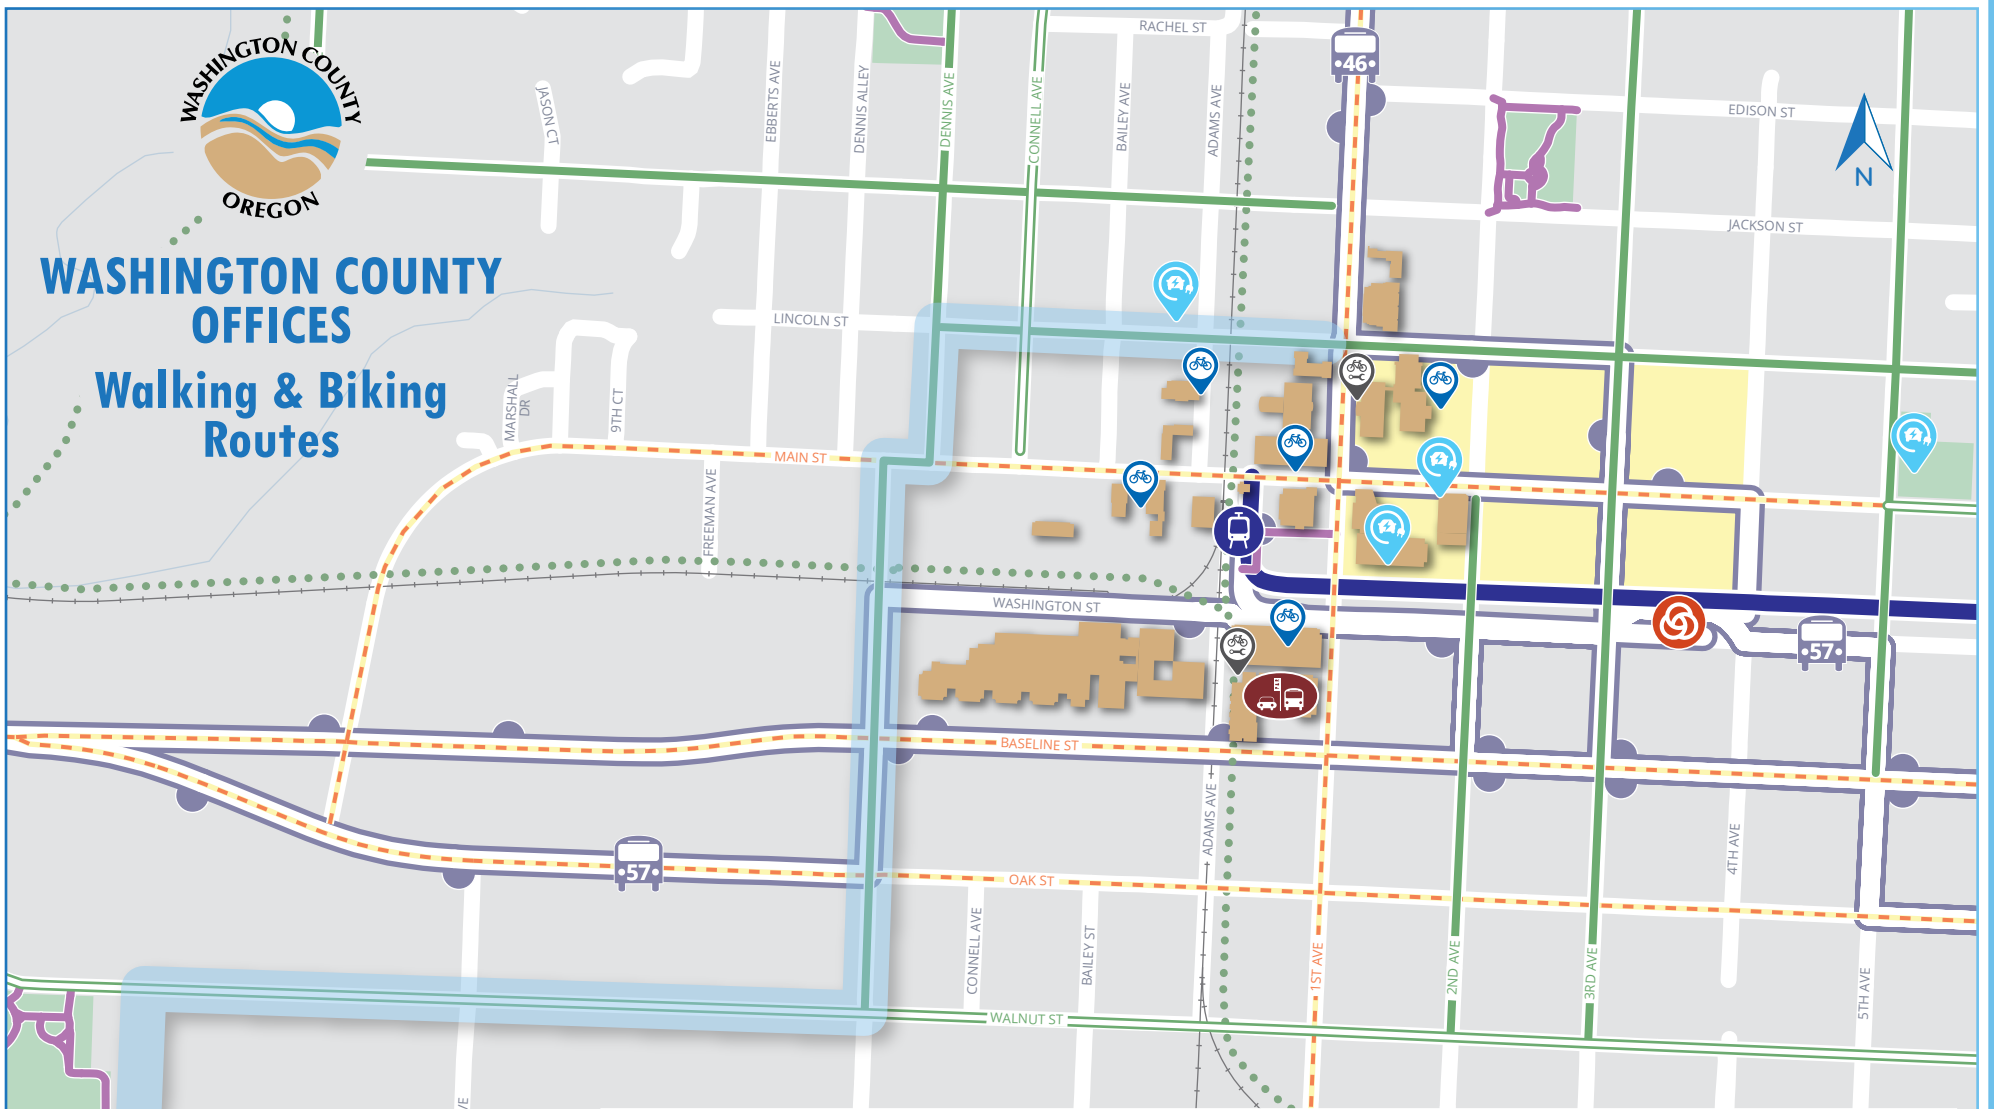 WASHINGTON COUNTY
OREGON
WASHINGTON COUNTY
OFFICES
Walking & Biking
Routes
RACHEL ST
46
EDISON ST
N
JACKSON ST
JASON CT
EBBERTS AVE
DENNIS ALLEY
DENNIS AVE
CONNELL AVE
BAILEY AVE
ADAMS AVE
LINCOLN ST
MARSHALL
DR
9TH CT
MAIN ST
FREEMAN AVE
WASHINGTON ST
57
BASELINE ST
ADAMS AVE
4TH AVE
57
OAK ST
CONNELL AVE
BAILEY ST
1ST AVE
2ND AVE
3RD AVE
5TH AVE
WALNUT ST
VE